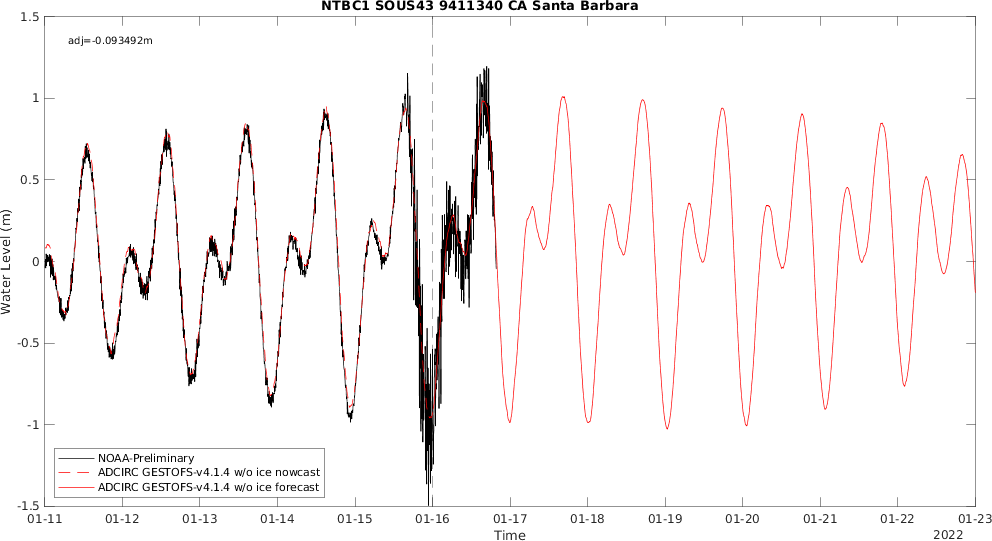 NTBC1 SOUS43 9411340 CA Santa Barbara
adj=-0.093492m
1.5
1
0.5
0
-0.5
-1
-1.5
Water Level (m)
NOAA-Preliminary
ADCIRC GESTOFS-v4.1.4 w/o ice nowcast
ADCIRC GESTOFS-v4.1.4 w/o ice forecast
01-11 01-12 01-13 01-14 01-15 01-16 01-17 01-18 01-19 01-20 01-21 01-22 01-23
Time
2022